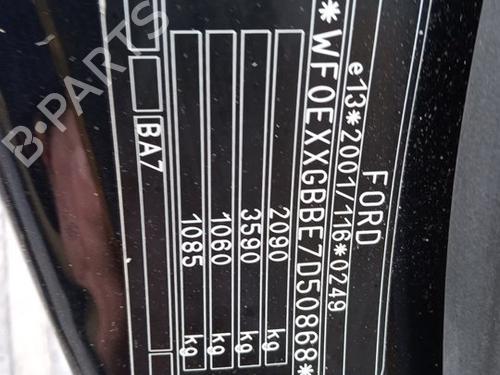 FORD
e13*2001/116*0249
*WF0EXXGBBE7D50868*
2090 kg
3590 kg
1060 kg
1085 kg
BA7
B-PARTS